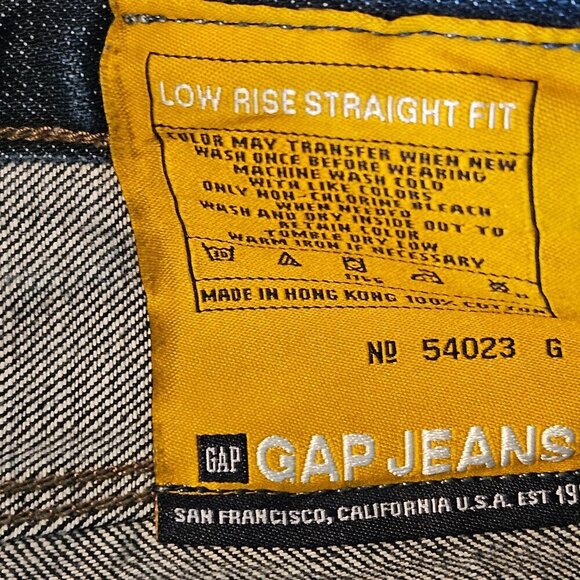 LOW RISE STRAIGHT FIT
COLOR MAY TRANSFER WHEN NEW
WASH ONCE BEFORE WEARING
MACHINE WASH COLD
WITH LIKE COLORS
ONLY NON-CHLORINE BLEACH
WHEN NEEDED
WASH AND DRY INSIDE OUT TO
RETAIN COLOR
TUMBLE DRY LOW
WARM IRON IF NECESSARY
MADE IN HONG KONG 100% COTTON
Nº 54023 G
GAP GAP JEANS
SAN FRANCISCO, CALIFORNIA U.S.A. EST 19